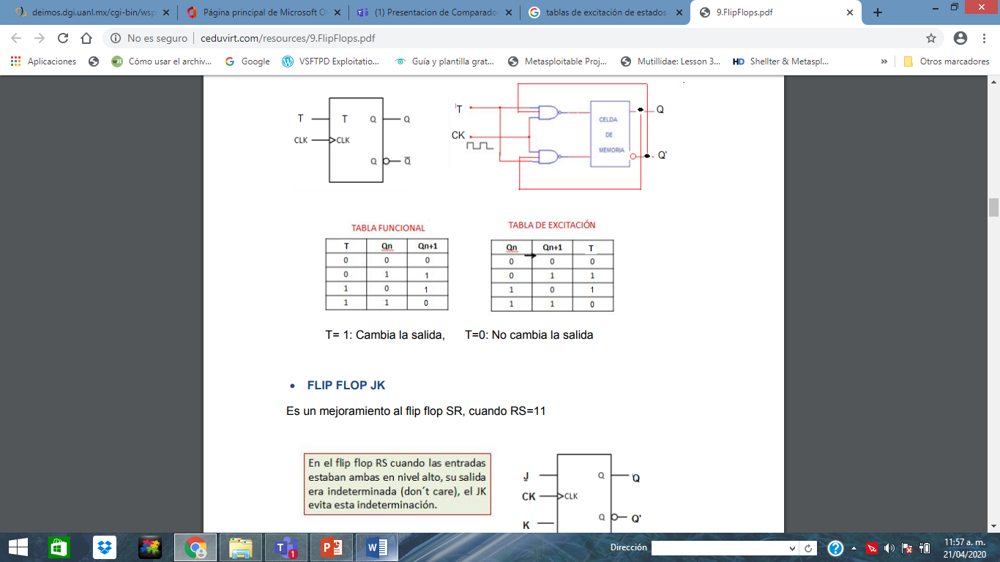 deimos.dgi.uanl.mx/cgi-bin/wsp
Página principal de Microsoft Of
(1) Presentacion de Comparador
tablas de excitación de estados
9.FlipFlops.pdf
No es seguro | ceduvirt.com/resources/9.FlipFlops.pdf
Aplicaciones
Cómo usar el archiv...
Google
VSFTPD Exploitatio...
Guía y plantilla grat...
Metasploitable Proj...
Mutillidae: Lesson 3...
HD Shellter & Metaspl...
»
Otros marcadores
T T Q Q
CLK CLK
Q Q
T
CK
CELDA
DE
MEMORIA
Q
Q'
TABLA FUNCIONAL
T Qn Qn+1
0 0 0
0 1 1
1 0 1
1 1 0
TABLA DE EXCITACIÓN
Qn Qn+1 T
0 0 0
0 1 1
1 0 1
1 1 0
T= 1: Cambia la salida, T=0: No cambia la salida
• FLIP FLOP JK
Es un mejoramiento al flip flop SR, cuando RS=11
En el flip flop RS cuando las entradas
estaban ambas en nivel alto, su salida
era indeterminada (don´t care), el JK
evita esta indeterminación.
J Q Q
CK CLK
K Q Q'
Dirección
11:57 a. m.
21/04/2020